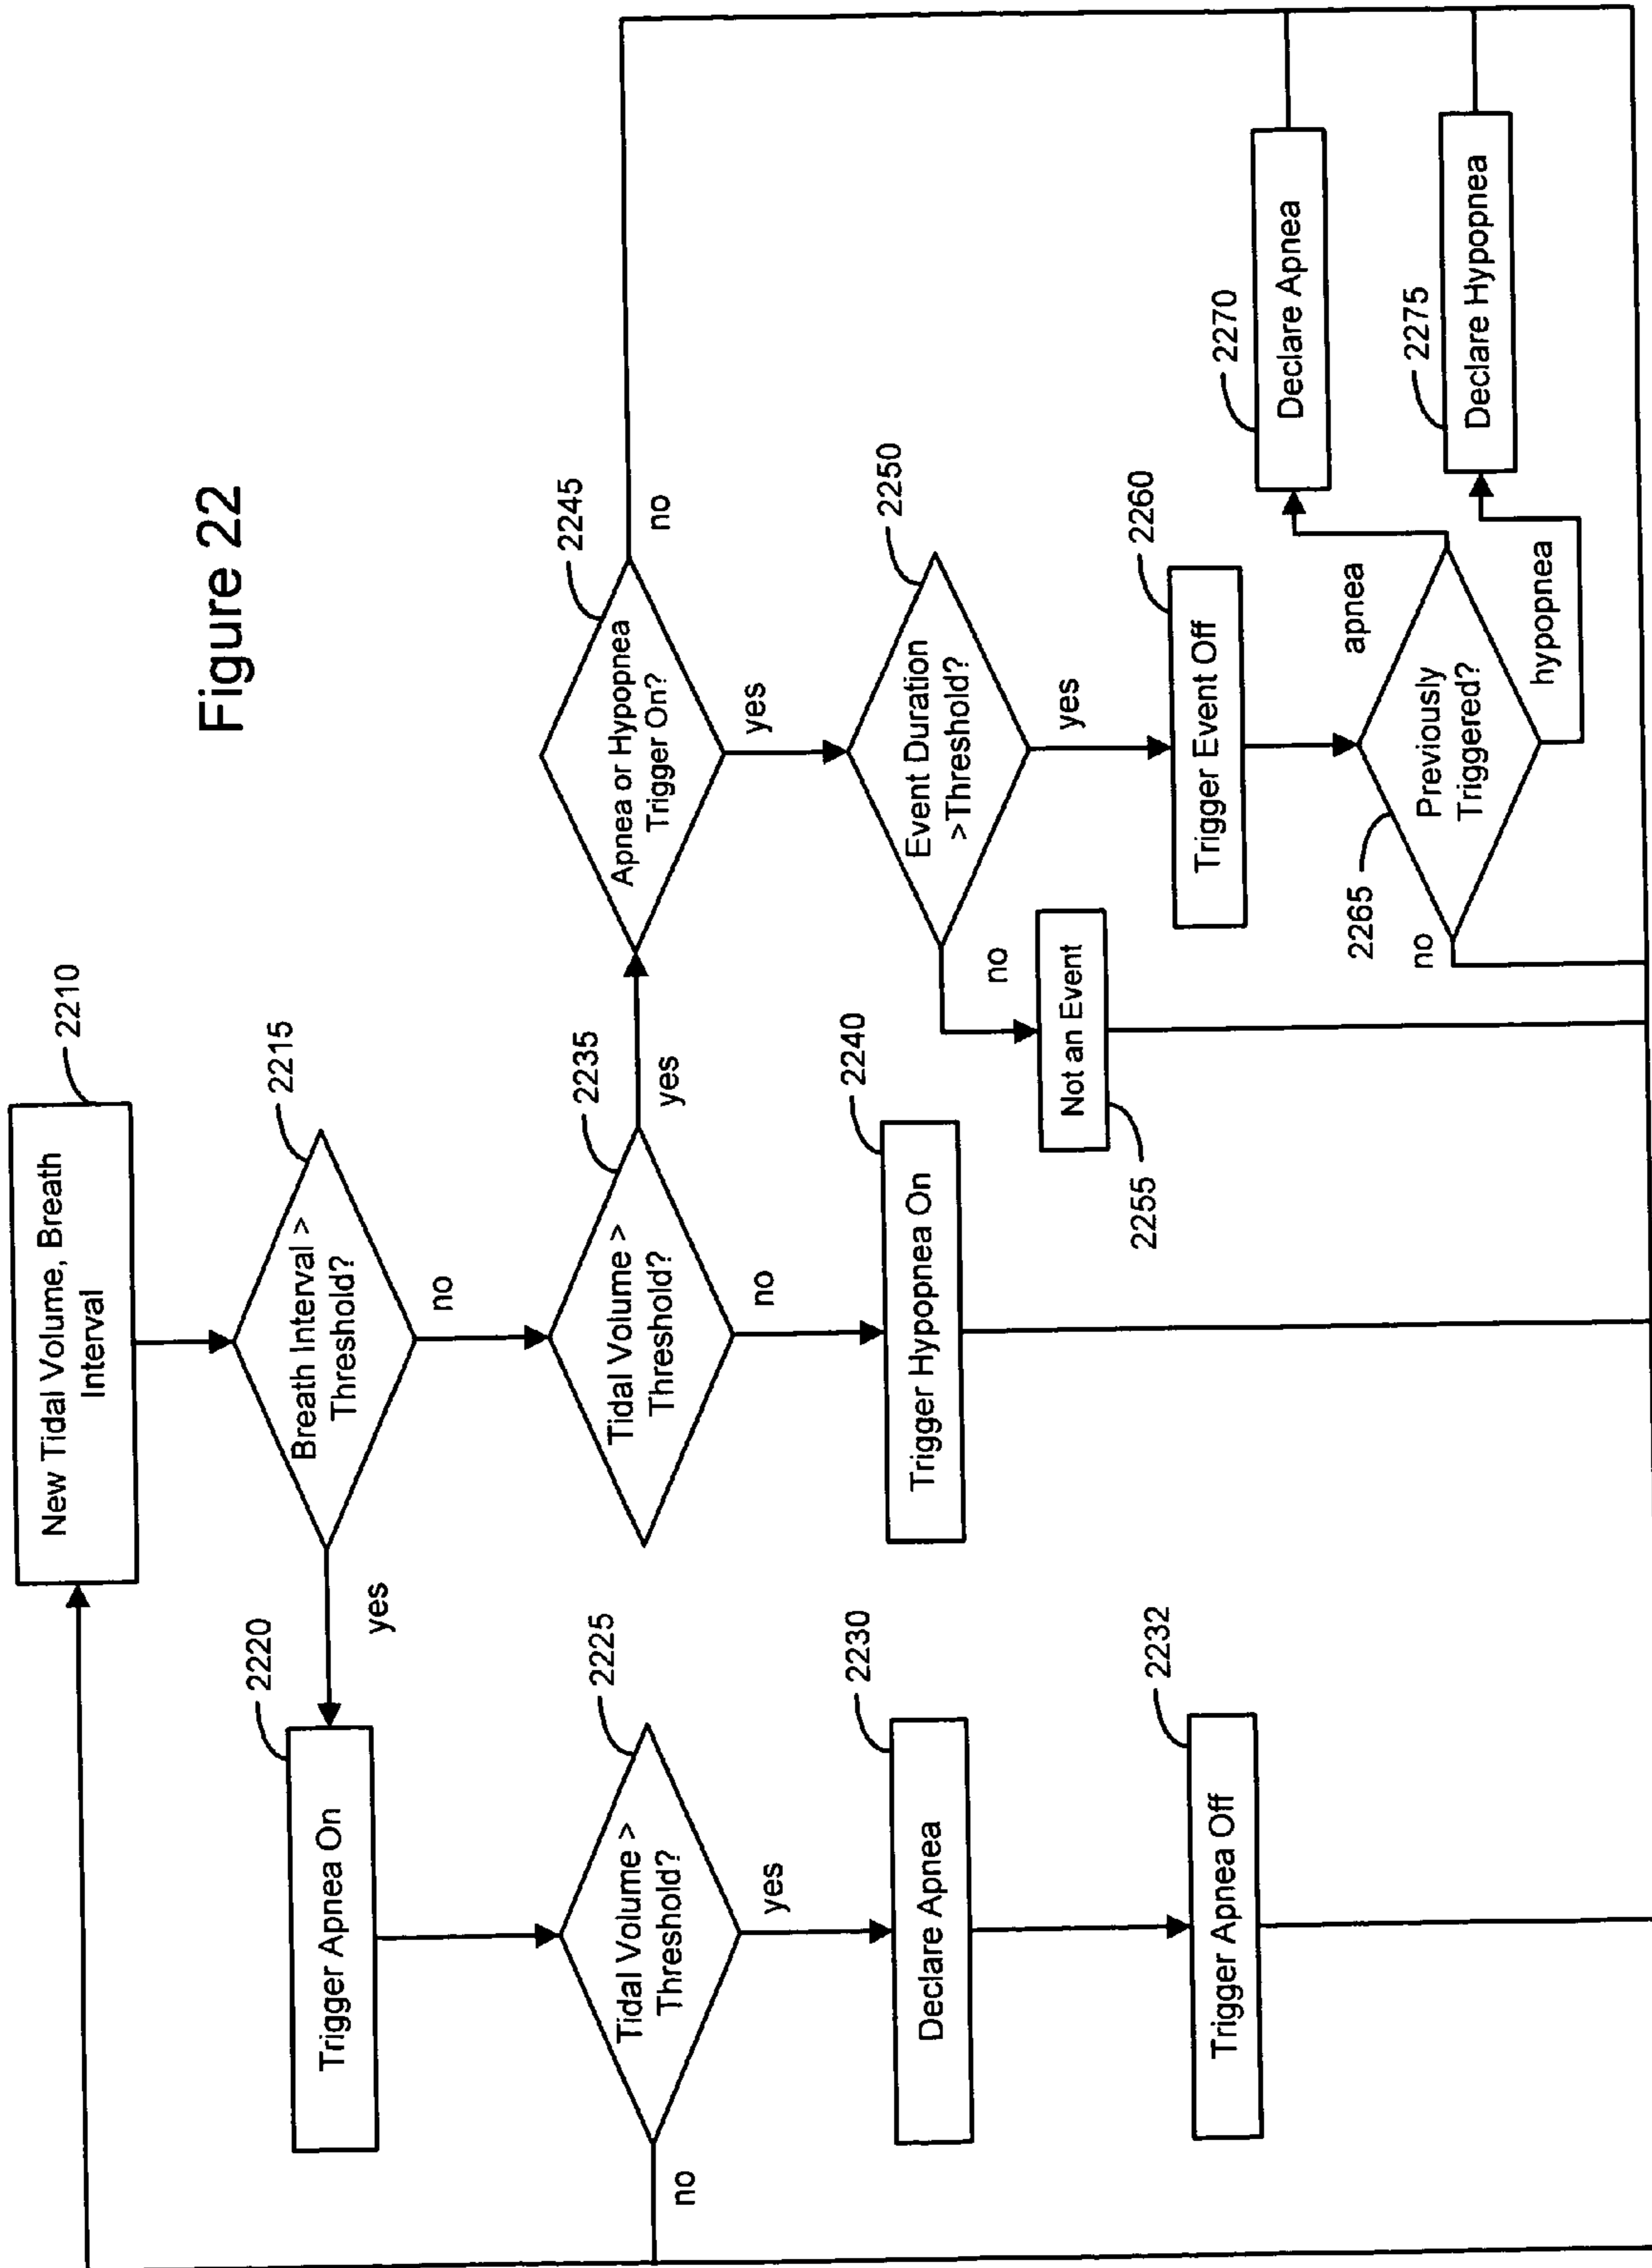 Figure 22
New Tidal Volume, Breath
Interval
2210
Breath Interval >
Threshold?
2215
yes
no
Trigger Apnea On
2220
Tidal Volume >
Threshold?
2225
no
yes
Declare Apnea
2230
Trigger Apnea Off
2232
Tidal Volume >
Threshold?
2235
yes
no
Trigger Hypopnea On
2240
Apnea or Hypopnea
Trigger On?
2245
no
yes
Event Duration
>Threshold?
2250
no
yes
Not an Event
2255
Trigger Event Off
2260
Previously
Triggered?
2265
no
apnea
hypopnea
Declare Apnea
2270
Declare Hypopnea
2275